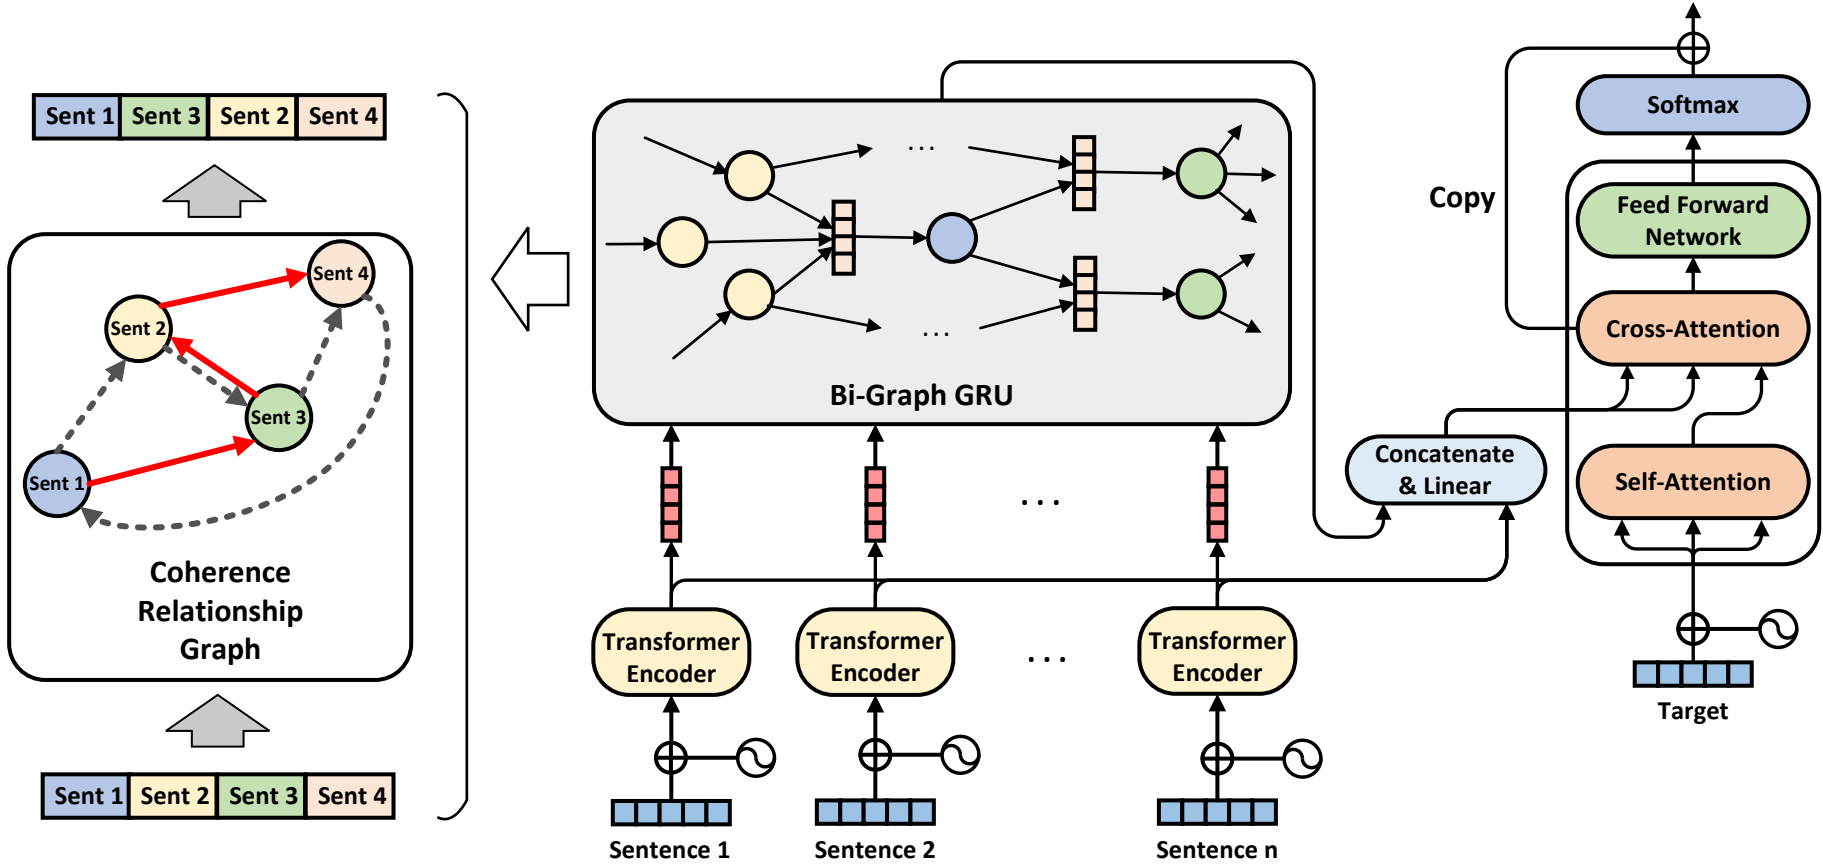 Sent 1 Sent 3 Sent 2 Sent 4
Sent 4
Sent 2
Sent 3
Sent 1
Coherence
Relationship
Graph
Sent 1 Sent 2 Sent 3 Sent 4
... 
...
Bi-Graph GRU
...
Transformer
Encoder
Transformer
Encoder
...
Transformer
Encoder
Sentence 1
Sentence 2
Sentence n
Concatenate
& Linear
Copy
Softmax
Feed Forward
Network
Cross-Attention
Self-Attention
Target